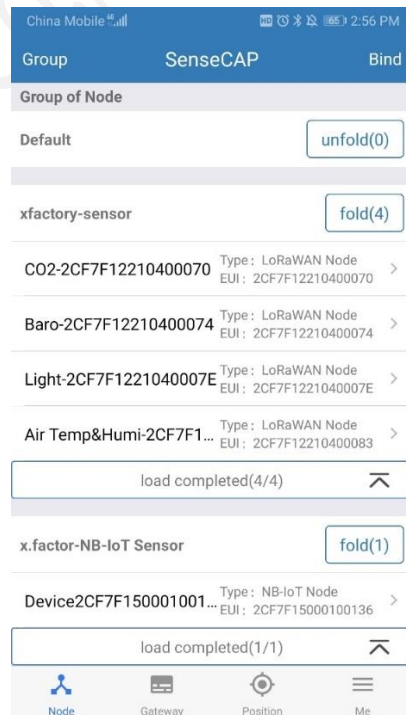 China Mobile 4G HD 65 2:56 PM
Group SenseCAP Bind
Group of Node
Default unfold(0)
xfactory-sensor fold(4)
CO2-2CF7F12210400070 Type: LoRaWAN Node
EUI: 2CF7F12210400070
Baro-2CF7F12210400074 Type: LoRaWAN Node
EUI: 2CF7F12210400074
Light-2CF7F1221040007E Type: LoRaWAN Node
EUI: 2CF7F1221040007E
Air Temp&Humi-2CF7F1... Type: LoRaWAN Node
EUI: 2CF7F12210400083
load completed(4/4)
x.factor-NB-IoT Sensor fold(1)
Device2CF7F150001001... Type: NB-IoT Node
EUI: 2CF7F15000100136
load completed(1/1)
Node Gateway Position Me